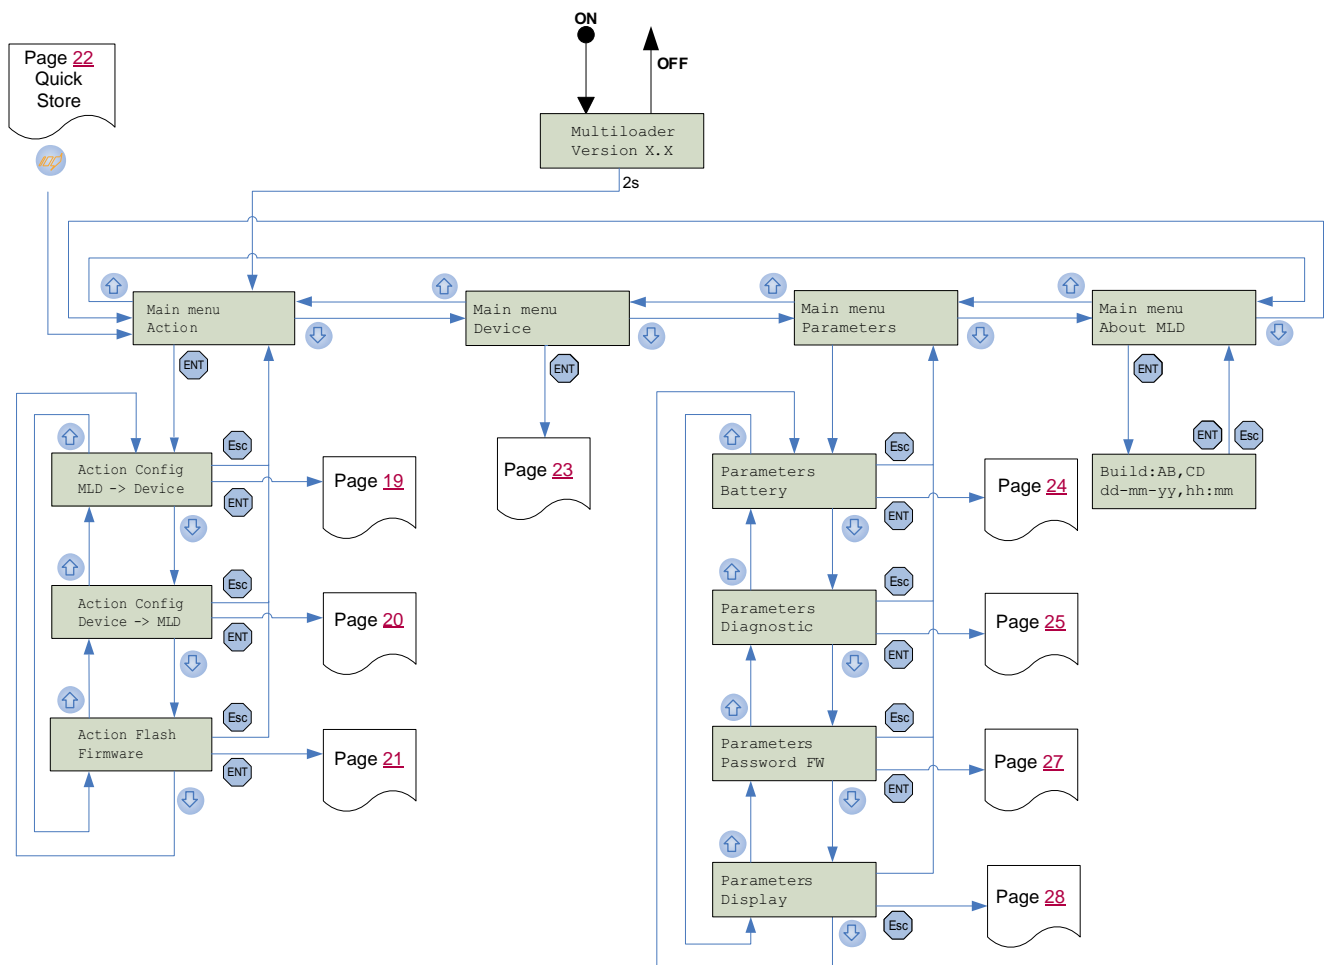 ON
OFF
Page 22
Quick
Store
Multiloader
Version X.X
2s
Main menu
Action
Main menu
Device
Main menu
Parameters
Main menu
About MLD
ENT
ENT
ENT
Esc
Action Config
MLD -> Device
ENT
Page 19
Page 23
Esc
Parameters
Battery
ENT
Page 24
ENT
Esc
Build:AB,CD
dd-mm-yy,hh:mm
Esc
Action Config
Device -> MLD
ENT
Page 20
Esc
Parameters
Diagnostic
ENT
Page 25
Esc
Action Flash
Firmware
ENT
Page 21
Esc
Parameters
Password FW
ENT
Page 27
Parameters
Display
Esc
Page 28